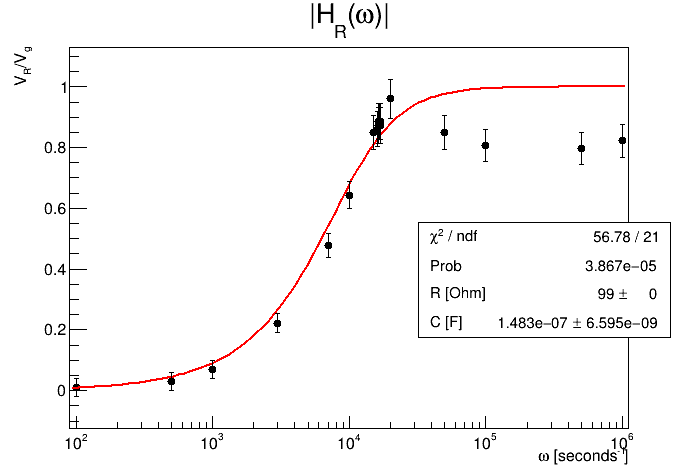 |H_R(ω)|
V_R/V_g
1
0.8
0.6
0.4
0.2
0
χ² / ndf 56.78 / 21
Prob 3.867e−05
R [Ohm] 99 ± 0
C [F] 1.483e−07 ± 6.595e−09
10² 10³ 10⁴ 10⁵ 10⁶
ω [seconds⁻¹]